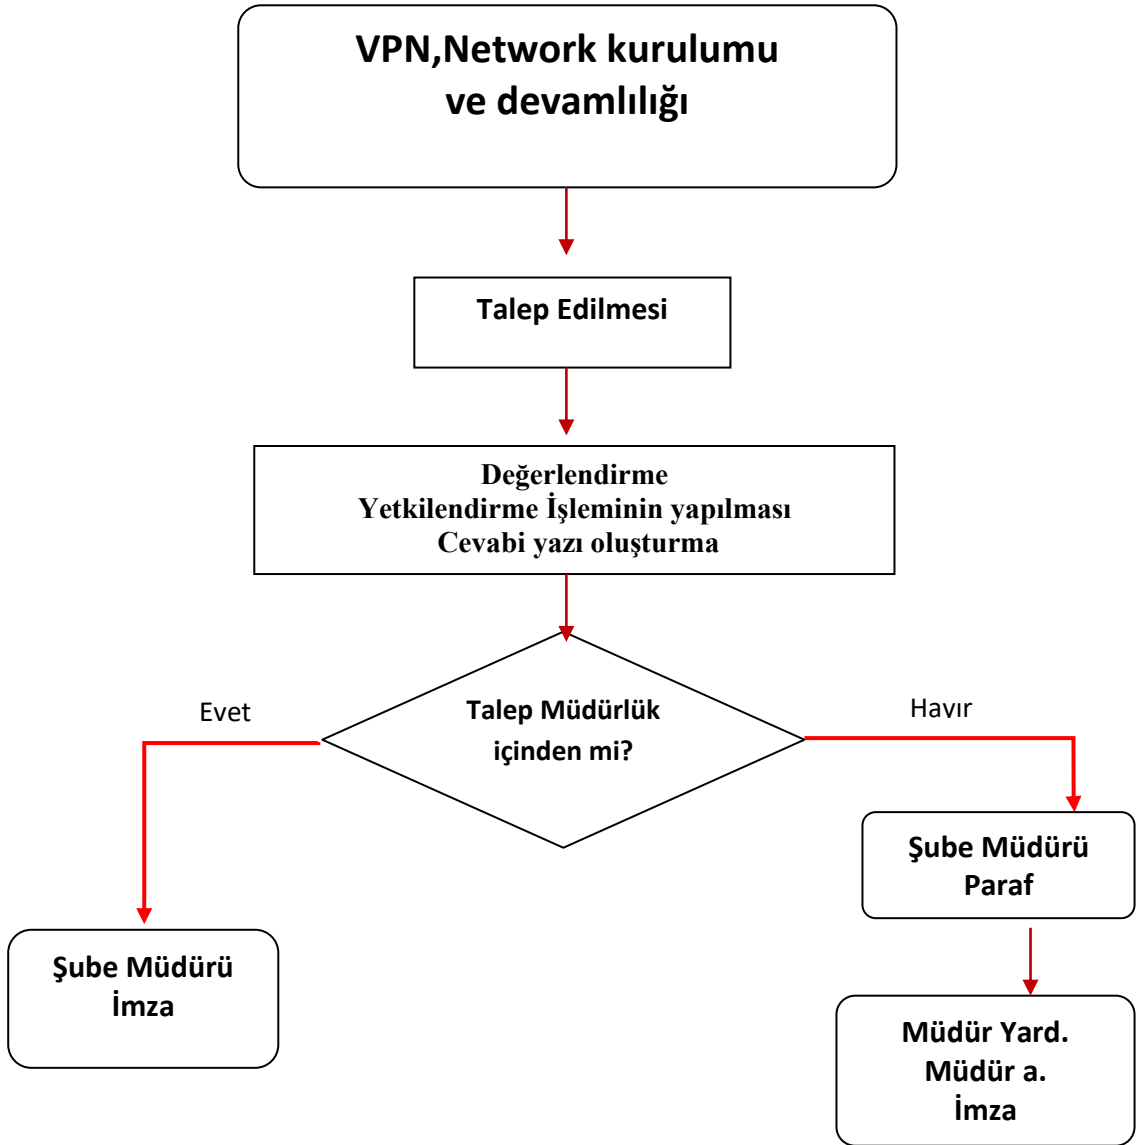 VPN,Network kurulumu
ve devamlılığı
Talep Edilmesi
Değerlendirme
Yetkilendirme İşleminin yapılması
Cevabi yazı oluşturma
Talep Müdürlük
içinden mi?
Evet
Havır
Şube Müdürü
Paraf
Şube Müdürü
İmza
Müdür Yard.
Müdür a.
İmza